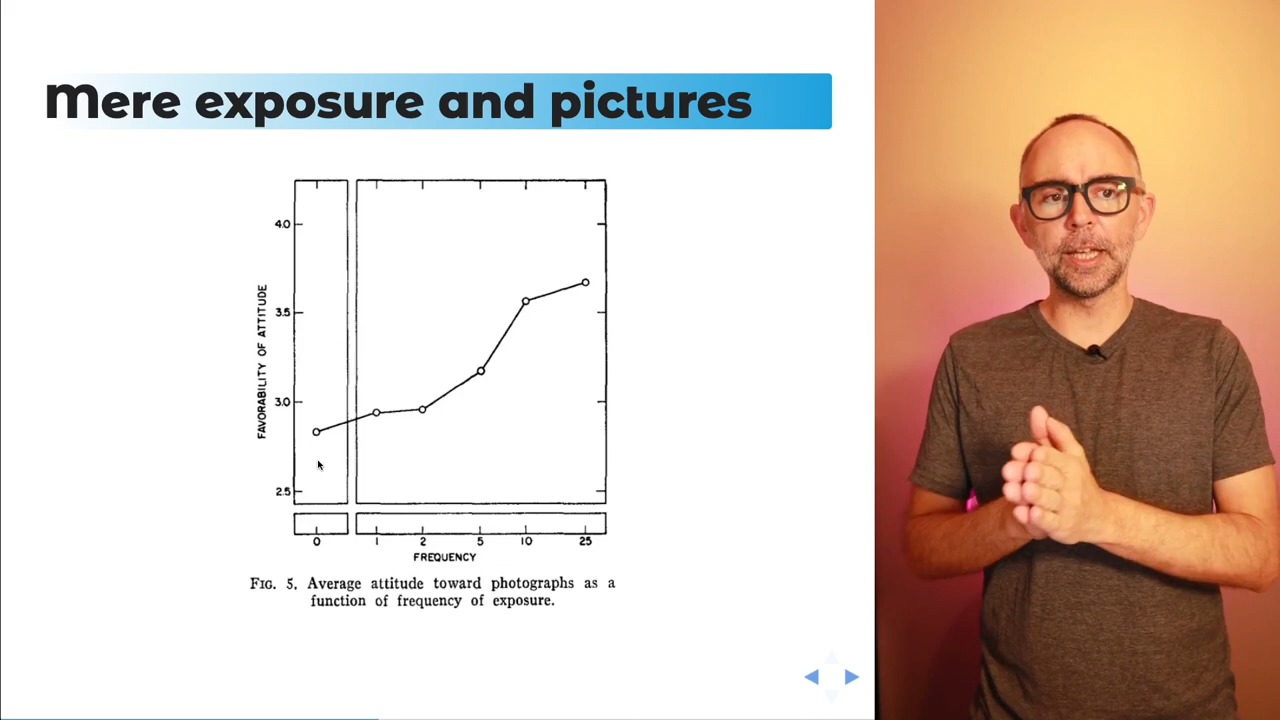 Mere exposure and pictures
4.0
3.5
3.0
2.5
FAVORABILITY OF ATTITUDE
0 1 2 5 10 25
FREQUENCY
FIG. 5. Average attitude toward photographs as a
function of frequency of exposure.